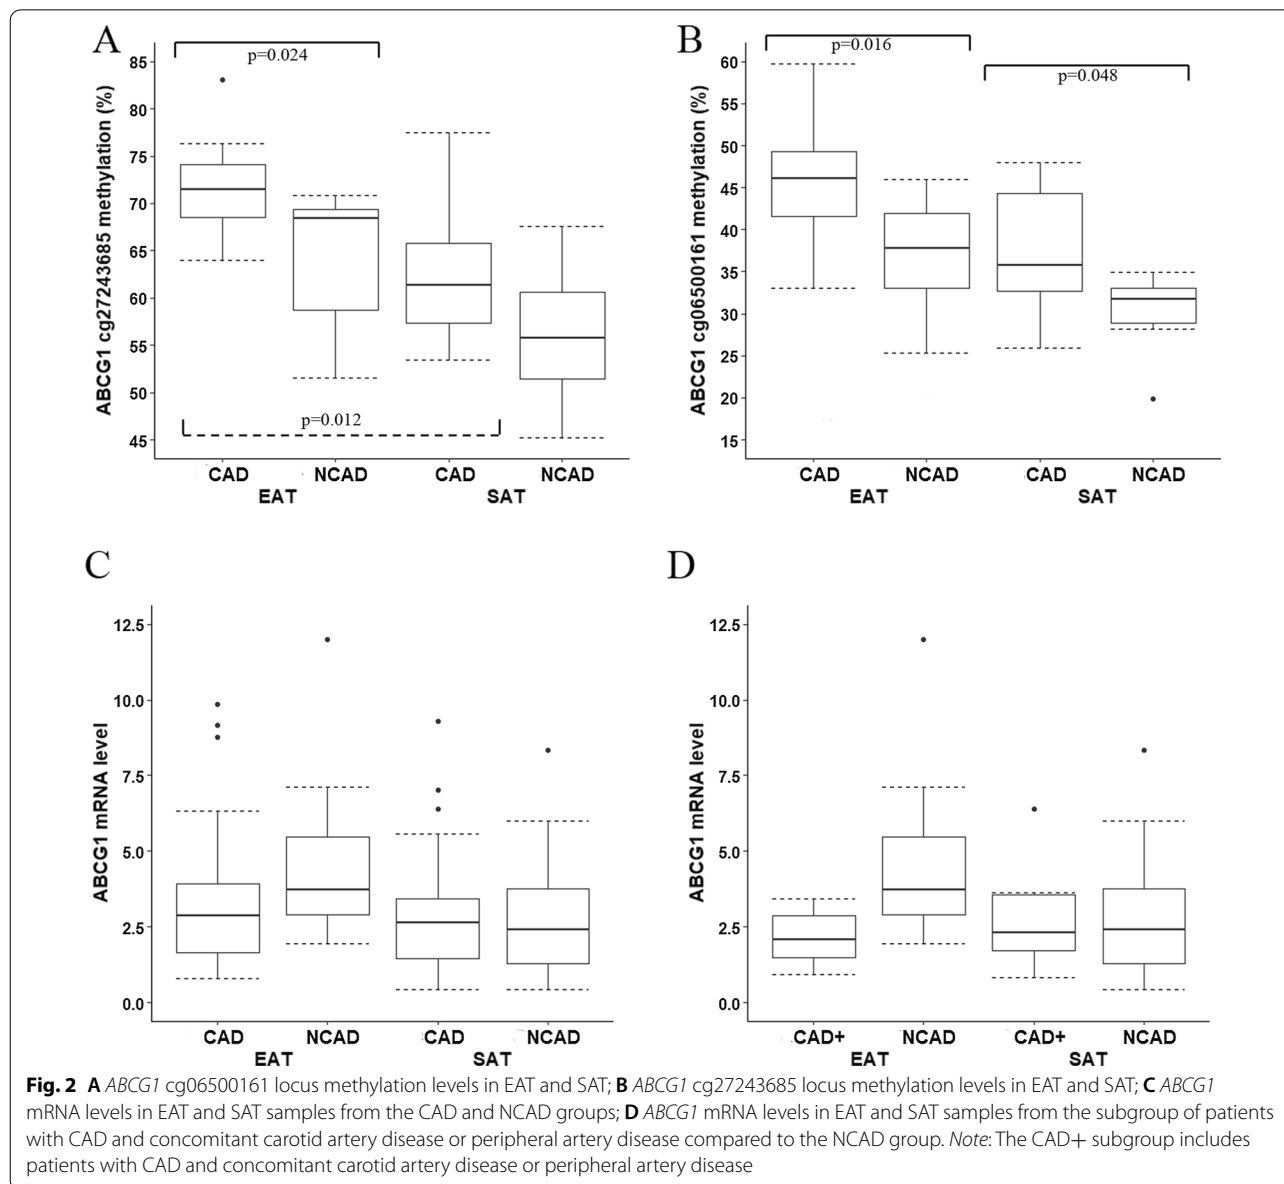 A
p=0.024
ABCG1 cg27243685 methylation (%)
85
80
75
70
65
60
55
50
45
p=0.012
CAD NCAD CAD NCAD
EAT SAT
B
p=0.016
p=0.048
ABCG1 cg06500161 methylation (%)
60
55
50
45
40
35
30
25
20
15
CAD NCAD CAD NCAD
EAT SAT
C
ABCG1 mRNA level
12.5
10.0
7.5
5.0
2.5
0.0
CAD NCAD CAD NCAD
EAT SAT
D
ABCG1 mRNA level
12.5
10.0
7.5
5.0
2.5
0.0
CAD+ NCAD CAD+ NCAD
EAT SAT
Fig. 2 A ABCG1 cg06500161 locus methylation levels in EAT and SAT; B ABCG1 cg27243685 locus methylation levels in EAT and SAT; C ABCG1
mRNA levels in EAT and SAT samples from the CAD and NCAD groups; D ABCG1 mRNA levels in EAT and SAT samples from the subgroup of patients
with CAD and concomitant carotid artery disease or peripheral artery disease compared to the NCAD group. Note: The CAD+ subgroup includes
patients with CAD and concomitant carotid artery disease or peripheral artery disease